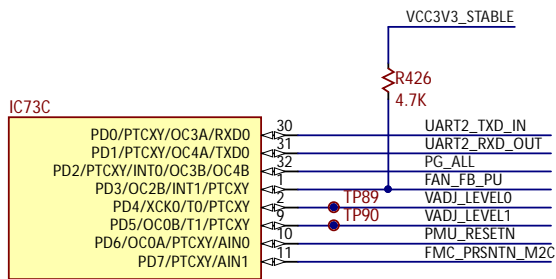 VCC3V3_STABLE
R426
4.7K
IC73C
PD0/PTCXY/OC3A/RXD0 30 UART2_TXD_IN
PD1/PTCXY/OC4A/TXD0 31 UART2_RXD_OUT
PD2/PTCXY/INT0/OC3B/OC4B 32 PG_ALL
PD3/OC2B/INT1/PTCXY 1 FAN_FB_PU
PD4/XCK0/T0/PTCXY 2 TP89 VADJ_LEVEL0
PD5/OC0B/T1/PTCXY 9 TP90 VADJ_LEVEL1
PD6/OC0A/PTCXY/AIN0 10 PMU_RESETN
PD7/PTCXY/AIN1 11 FMC_PRSNTN_M2C